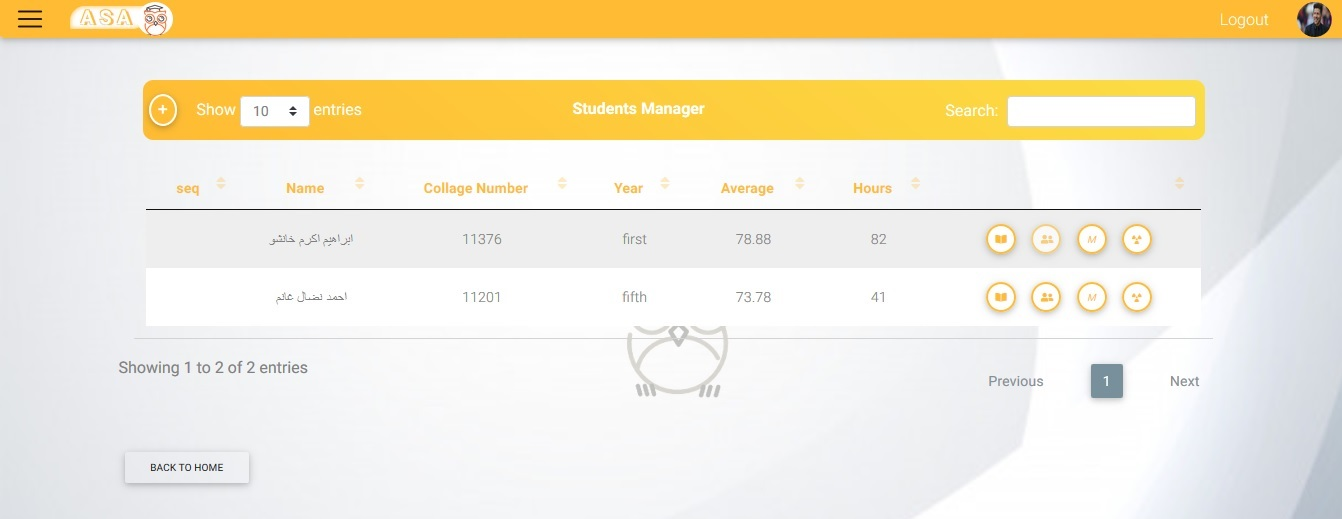 ASA
Logout
Show 10 entries
Students Manager
Search:
seq Name Collage Number Year Average Hours
ابراهيم اكرم خانشو 11376 first 78.88 82 M
احمد نضال غانم 11201 fifth 73.78 41 M
Showing 1 to 2 of 2 entries
Previous 1 Next
BACK TO HOME